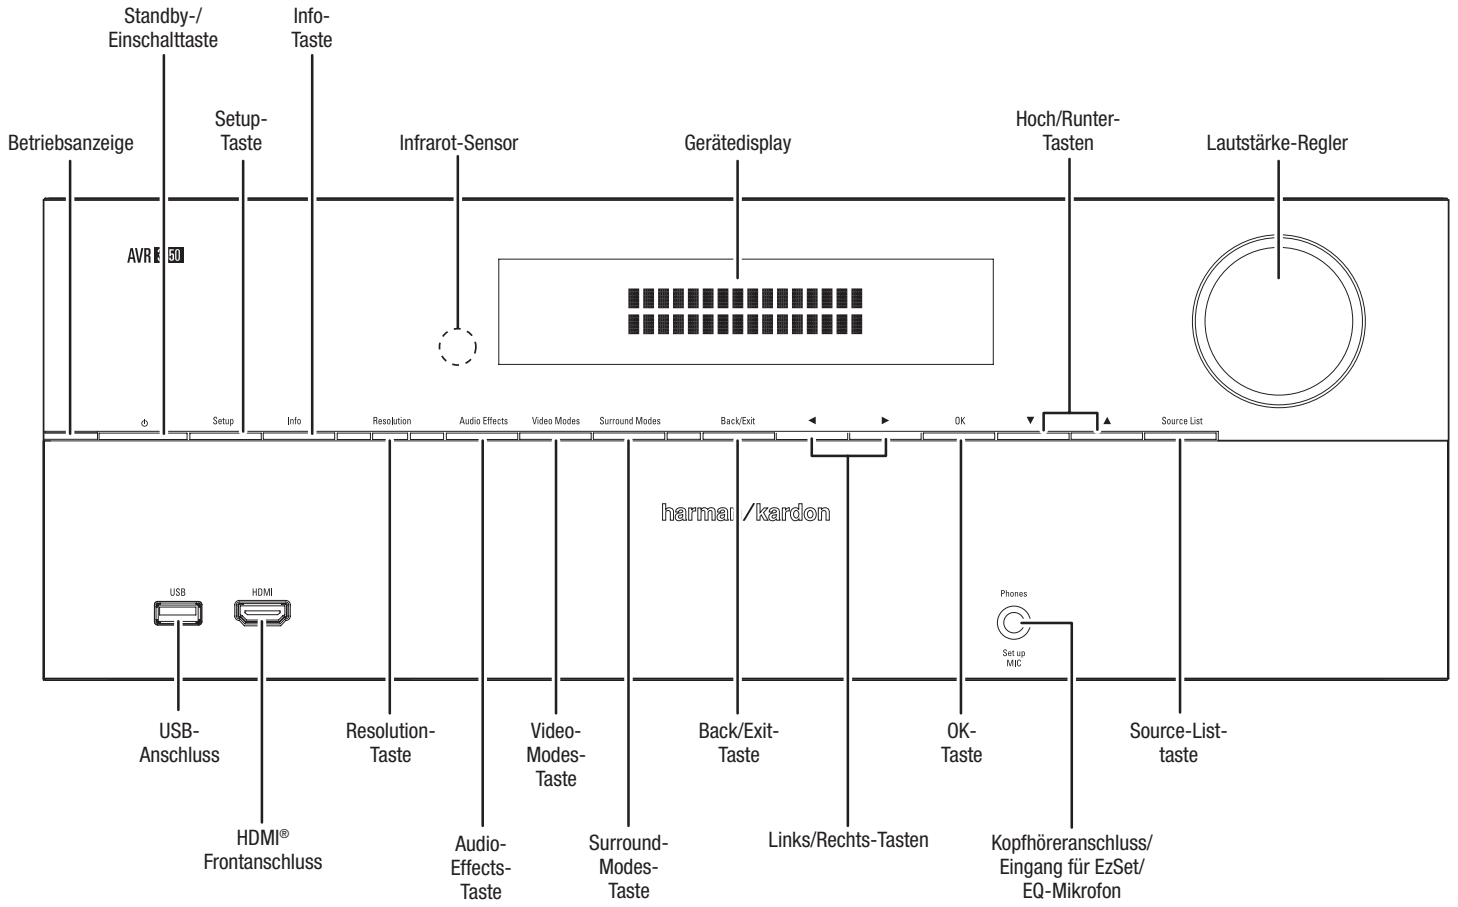 Standby-/
Einschalttaste
Info-
Taste
Betriebsanzeige
Setup-
Taste
Infrarot-Sensor
Gerätedisplay
Hoch/Runter-
Tasten
Lautstärke-Regler
AVR
Setup
Info
Resolution
Audio Effects
Video Modes
Surround Modes
Back/Exit
OK
Source List
harman/kardon
USB
HDMI
Phones
Set up
MIC
USB-
Anschluss
Resolution-
Taste
Video-
Modes-
Taste
Back/Exit-
Taste
OK-
Taste
Source-List-
taste
HDMI®
Frontanschluss
Audio-
Effects-
Taste
Surround-
Modes-
Taste
Links/Rechts-Tasten
Kopfhöreranschluss/
Eingang für EzSet/
EQ-Mikrofon